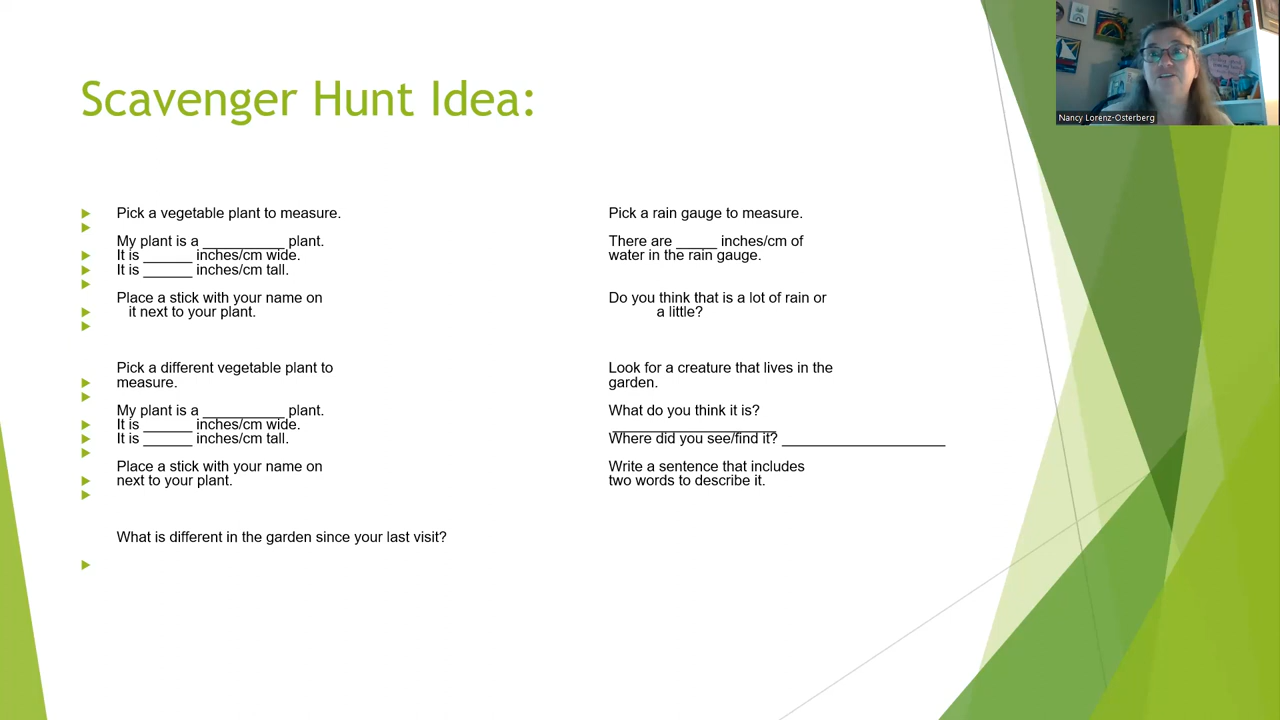 Scavenger Hunt Idea:
Pick a vegetable plant to measure.
My plant is a __________ plant.
It is ______ inches/cm wide.
It is ______ inches/cm tall.
Place a stick with your name on
it next to your plant.
Pick a different vegetable plant to
measure.
My plant is a __________ plant.
It is ______ inches/cm wide.
It is ______ inches/cm tall.
Place a stick with your name on
next to your plant.
What is different in the garden since your last visit?
Pick a rain gauge to measure.
There are _____ inches/cm of
water in the rain gauge.
Do you think that is a lot of rain or
a little?
Look for a creature that lives in the
garden.
What do you think it is?
____________________
Where did you see/find it? ____________________
Write a sentence that includes
two words to describe it.
Nancy Lorenz-Osterberg